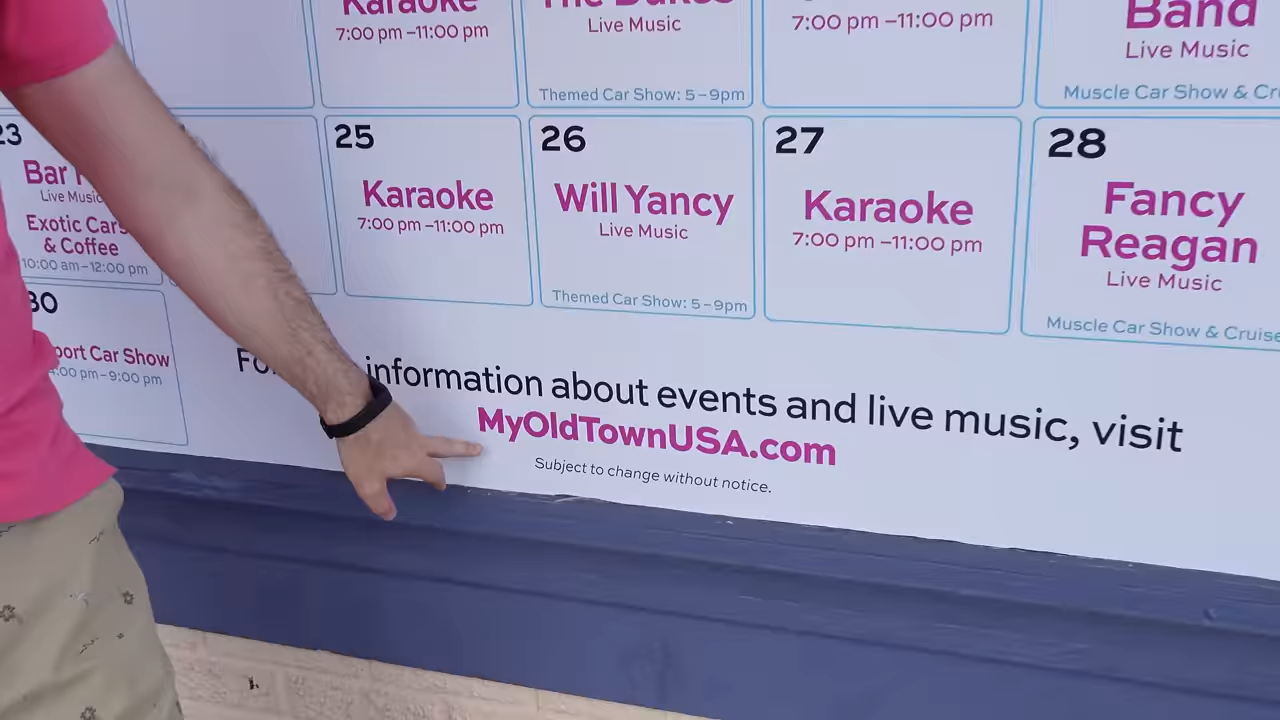 Karaoke
7:00 pm –11:00 pm
The Dukes
Live Music
Themed Car Show: 5–9pm
7:00 pm –11:00 pm
Band
Live Music
Muscle Car Show &
23
Bar
Live Music
Exotic Cars
& Coffee
10:00 am–12:00 pm
25
Karaoke
7:00 pm –11:00 pm
26
Will Yancy
Live Music
Themed Car Show: 5–9pm
27
Karaoke
7:00 pm –11:00 pm
28
Fancy
Reagan
Live Music
Muscle Car Show & Cruise
30
Car Show
pm–9:00 pm
information about events and live music, visit
MyOldTownUSA.com
Subject to change without notice.